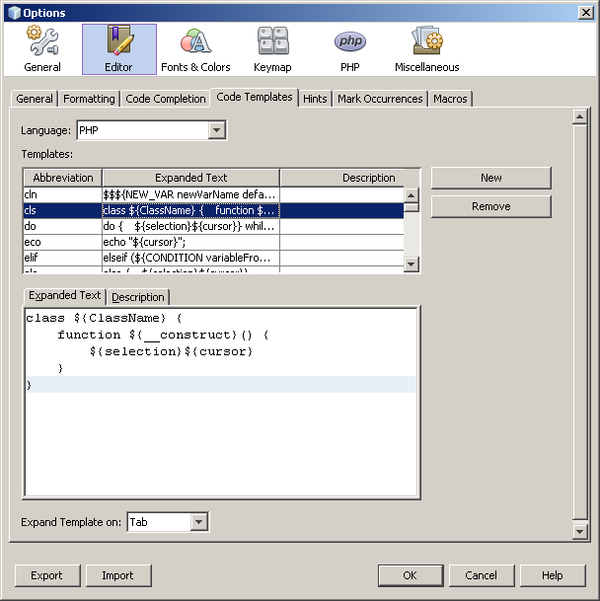 Options
General
Editor
Fonts & Colors
Keymap
php
PHP
Miscellaneous
General
Formatting
Code Completion
Code Templates
Hints
Mark Occurrences
Macros
Language:
PHP
Templates:
Abbreviation
Expanded Text
Description
cln
$$${NEW_VAR newVarName defa...
cls
class ${ClassName} {    function $...
do
do {    ${selection}${cursor}} whil...
eco
echo "${cursor}";
elif
elseif (${CONDITION variableFro...
New
Remove
Expanded Text
Description
class ${ClassName} {
    function ${__construct}() {
        ${selection}${cursor}
    }
}
Expand Template on:
Tab
Export
Import
OK
Cancel
Help